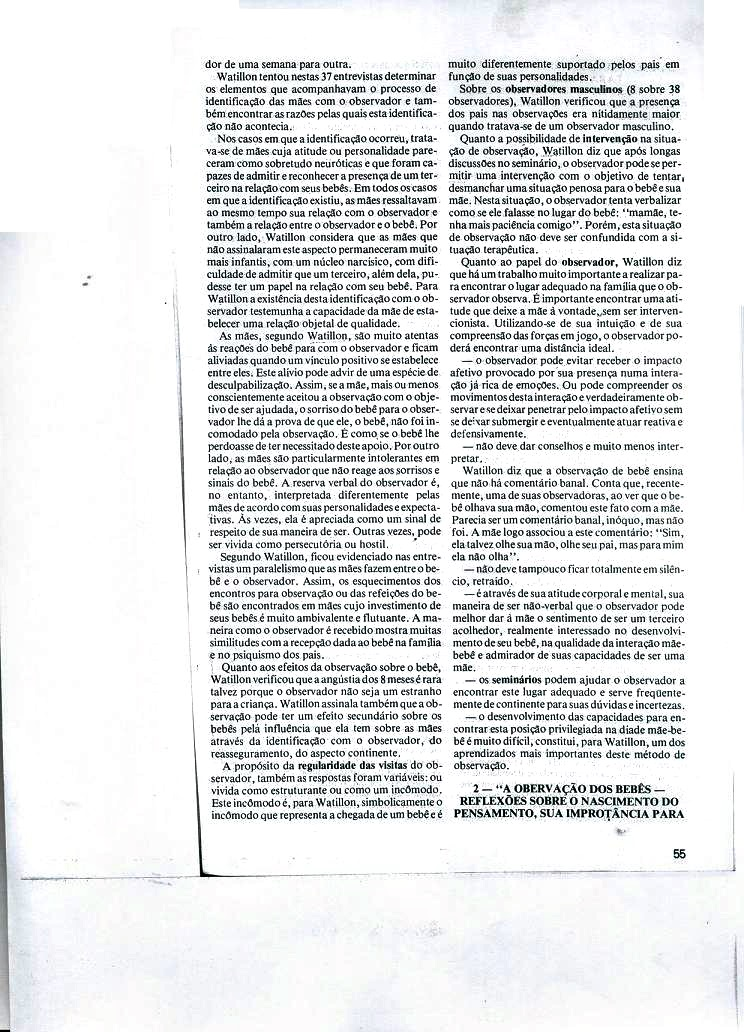 dor de uma semana para outra.
Watillon tentou nestas 37 entrevistas determinar
os elementos que acompanhavam o processo de
identificação das mães com o observador e tam-
bém encontrar as razões pelas quais esta identifica-
ção não acontecia.
Nos casos em que a identificação ocorreu, trata-
va-se de mães cuja atitude ou personalidade pare-
ceram como sobretudo neuróticas e que foram ca-
pazes de admitir e reconhecer a presença de um ter-
ceiro na relação com seus bebês. Em todos os casos
em que a identificação existiu, as mães ressaltavam
ao mesmo tempo sua relação com o observador e
também a relação entre o observador e o bebê. Por
outro lado, Watillon considera que as mães que
não assinalaram este aspecto permaneceram muito
mais infantis, com um núcleo narcísico, com difi-
culdade de admitir que um terceiro, além dela, pu-
desse ter um papel na relação com seu bebê. Para
Watillon a existência desta identificação com o ob-
servador testemunha a capacidade da mãe de esta-
belecer uma relação objetal de qualidade.
As mães, segundo Watillon, são muito atentas
às reações do bebê para com o observador e ficam
aliviadas quando um vínculo positivo se estabelece
entre eles. Este alívio pode advir de uma espécie de
desculpabilização. Assim, se a mãe, mais ou menos
conscientemente aceitou a observação com o obje-
tivo de ser ajudada, o sorriso do bebê para o obser-
vador lhe dá a prova de que ele, o bebê, não foi in-
comodado pela observação. É como se o bebê lhe
perdoasse de ter necessitado deste apoio. Por outro
lado, as mães são particularmente intolerantes em
relação ao observador que não reage aos sorrisos e
sinais do bebê. A reserva verbal do observador é,
no entanto, interpretada diferentemente pelas
mães de acordo com suas personalidades e expecta-
tivas. Às vezes, ela é apreciada como um sinal de
respeito de sua maneira de ser. Outras vezes, pode
ser vivida como persecutória ou hostil.
Segundo Watillon, ficou evidenciado nas entre-
vistas um paralelismo que as mães fazem entre o be-
bê e o observador. Assim, os esquecimentos dos
encontros para observação ou das refeições do be-
bê são encontrados em mães cujo investimento de
seus bebês é muito ambivalente e flutuante. A ma-
neira como o observador é recebido mostra muitas
similitudes com a recepção dada ao bebê na família
e no psiquismo dos pais.
Quanto aos efeitos da observação sobre o bebê,
Watillon verificou que a angústia dos 8 meses é rara
talvez porque o observador não seja um estranho
para a criança. Watillon assinala também que a ob-
servação pode ter um efeito secundário sobre os
bebês pela influência que ela tem sobre as mães
através da identificação com o observador, do
reasseguramento, do aspecto continente.
A propósito da regularidade das visitas do ob-
servador, também as respostas foram variáveis: ou
vivida como estruturante ou como um incômodo.
Este incômodo é, para Watillon, simbolicamente o
incômodo que representa a chegada de um bebê e é
muito diferentemente suportado pelos pais em
função de suas personalidades.
Sobre os observadores masculinos (8 sobre 38
observadores), Watillon verificou que a presença
dos pais nas observações era nitidamente maior
quando tratava-se de um observador masculino.
Quanto a possibilidade de intervenção na situa-
ção de observação, Watillon diz que após longas
discussões no seminário, o observador pode se per-
mitir uma intervenção com o objetivo de tentar,
desmanchar uma situação penosa para o bebê e sua
mãe. Nesta situação, o observador tenta verbalizar
como se ele falasse no lugar do bebê: "mamãe, te-
nha mais paciência comigo". Porém, esta situação
de observação não deve ser confundida com a si-
tuação terapêutica.
Quanto ao papel do observador, Watillon diz
que há um trabalho muito importante a realizar pa-
ra encontrar o lugar adequado na família que o ob-
servador observa. É importante encontrar uma ati-
tude que deixe a mãe à vontade, sem ser interven-
cionista. Utilizando-se de sua intuição e de sua
compreensão das forças em jogo, o observador po-
derá encontrar uma distância ideal.
— o observador pode evitar receber o impacto
afetivo provocado por sua presença numa intera-
ção já rica de emoções. Ou pode compreender os
movimentos desta interação e verdadeiramente ob-
servar e se deixar penetrar pelo impacto afetivo sem
se deixar submergir e eventualmente atuar reativa e
defensivamente.
— não deve dar conselhos e muito menos inter-
pretar.
Watillon diz que a observação de bebê ensina
que não há comentário banal. Conta que, recente-
mente, uma de suas observadoras, ao ver que o be-
bê olhava sua mão, comentou este fato com a mãe.
Parecia ser um comentário banal, inóquo, mas não
foi. A mãe logo associou a este comentário: "Sim,
ela talvez olhe sua mão, olhe seu pai, mas para mim
ela não olha".
— não deve tampouco ficar totalmente em silên-
cio, retraído.
— é através de sua atitude corporal e mental, sua
maneira de ser não-verbal que o observador pode
melhor dar à mãe o sentimento de ser um terceiro
acolhedor, realmente interessado no desenvolvi-
mento de seu bebê, na qualidade da interação mãe-
bebê e admirador de suas capacidades de ser uma
mãe.
— os seminários podem ajudar o observador a
encontrar este lugar adequado e serve freqüente-
mente de continente para suas dúvidas e incertezas.
— o desenvolvimento das capacidades para en-
contrar esta posição privilegiada na díade mãe-be-
bê é muito difícil, constitui, para Watillon, um dos
aprendizados mais importantes deste método de
observação.
2 — "A OBERVAÇÃO DOS BEBÊS —
REFLEXÕES SOBRE O NASCIMENTO DO
PENSAMENTO, SUA IMPROTÂNCIA PARA
55